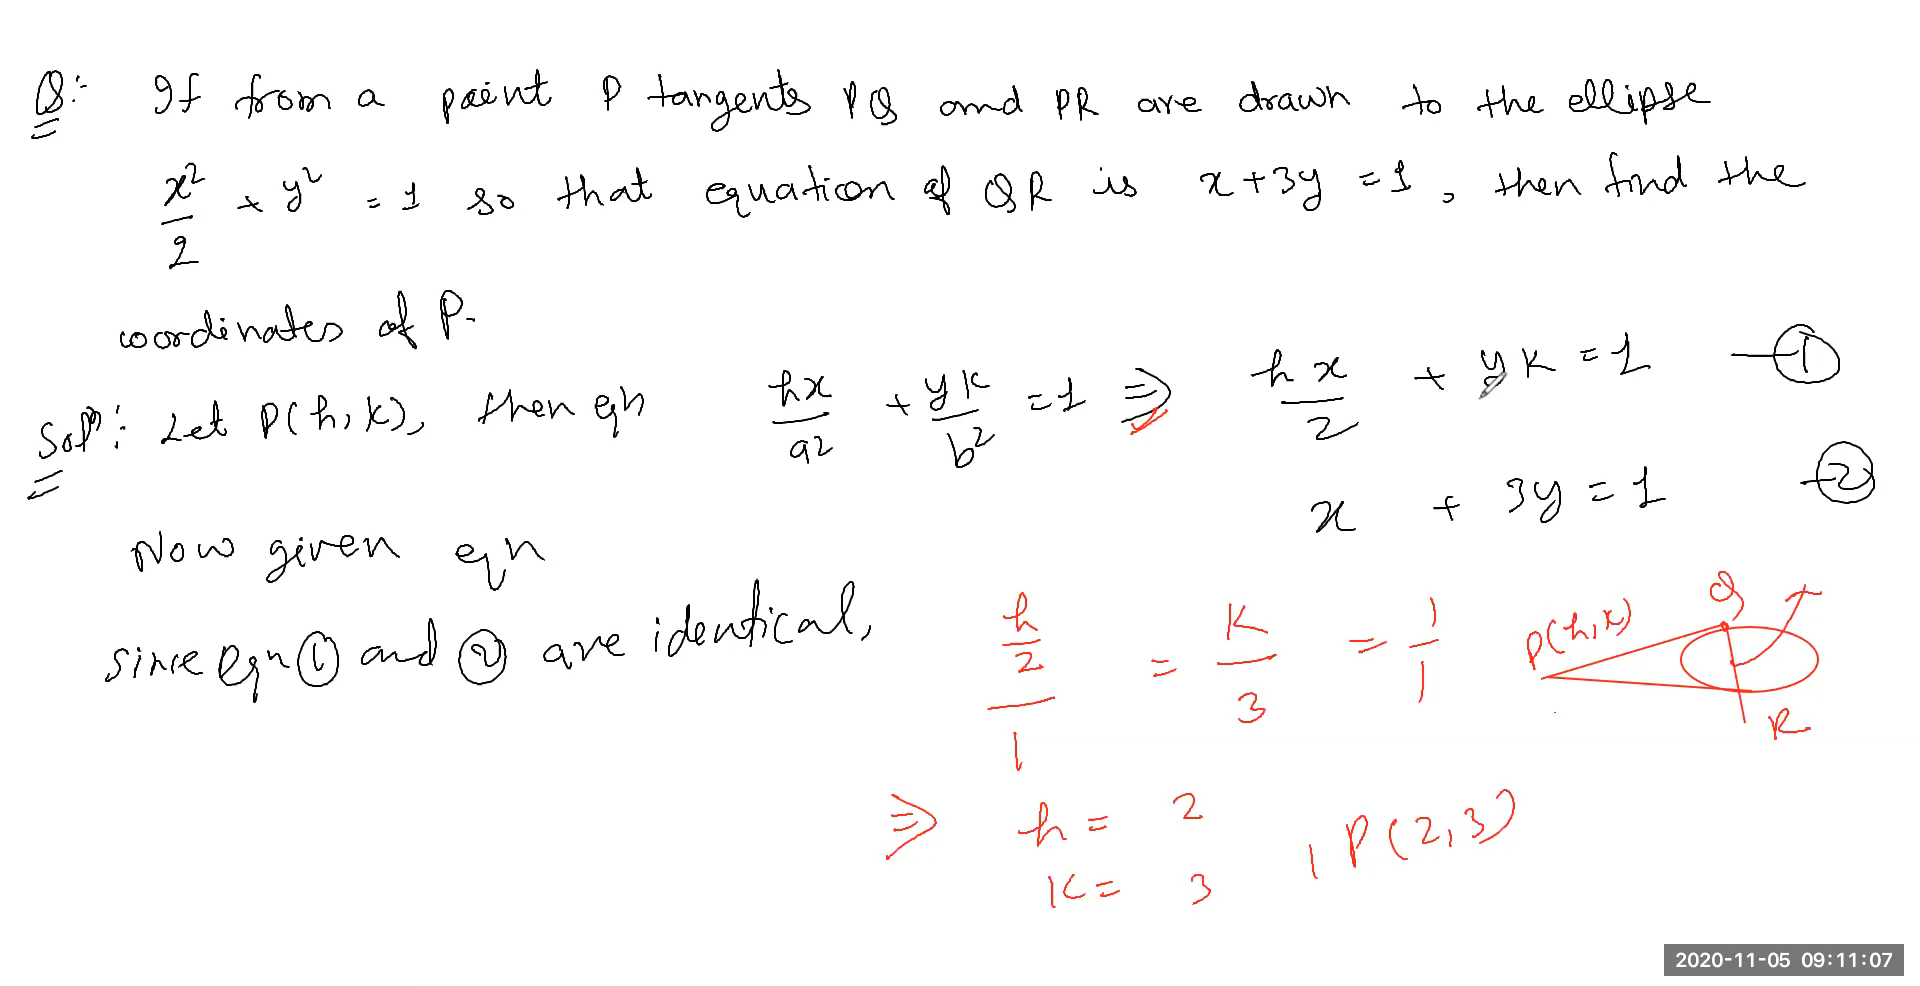 Q:- If from a point P tangents PQ and PR are drawn to the ellipse
x²/2 + y² = 1 so that equation of QR is x+3y = 1, then find the
coordinates of P.
Solⁿ: Let P(h,k), then eqn hx/a² + yk/b² = 1 ⇒ hx/2 + yk = 1 —①
Now given eqn x + 3y = 1 —②
since eqn ① and ② are identical, (h/2)/1 = k/3 = 1/1
P(h,k) Q R
⇒ h = 2
K = 3 , P(2,3)
2020-11-05 09:11:07